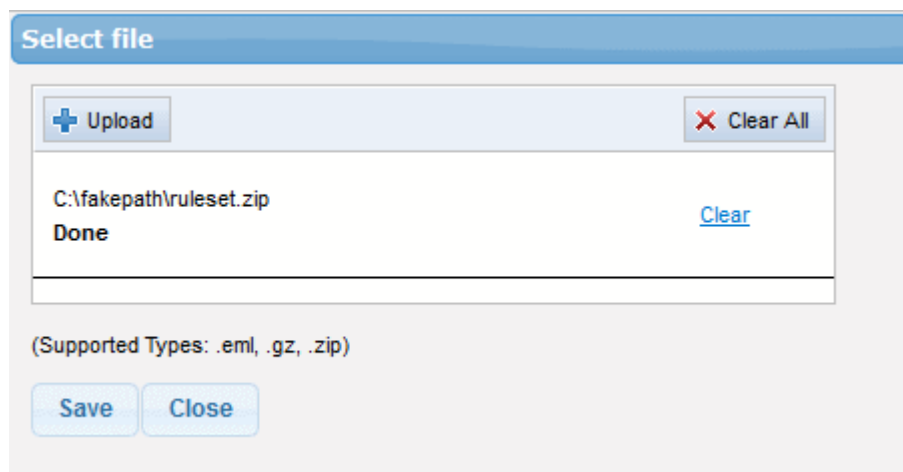 Select file
Upload
Clear All
C:\fakepath\ruleset.zip
Clear
Done
(Supported Types: .eml, .gz, .zip)
Save
Close